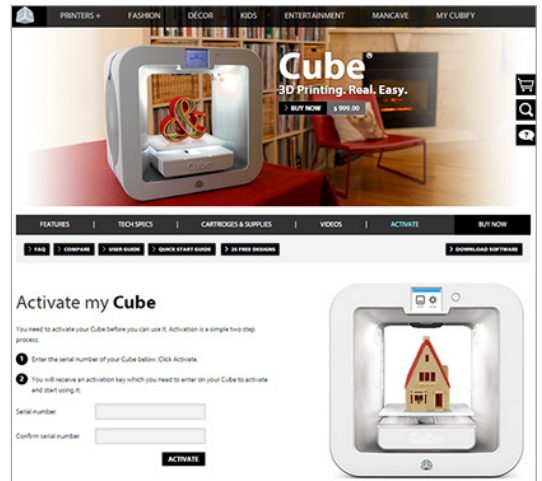 PRINTERS + FASHION DÉCOR KIDS ENTERTAINMENT MANCAVE MY CUBIFY
Cube®
3D Printing. Real. Easy.
> BUY NOW $ 999.00
&
Cube
?
FEATURES | TECH SPECS | CARTRIDGES & SUPPLIES | VIDEOS | ACTIVATE BUY NOW
> FAQ > COMPARE > USER GUIDE > QUICK START GUIDE > 25 FREE DESIGNS > DOWNLOAD SOFTWARE
Activate my Cube
You need to activate your Cube before you can use it. Activation is a simple two step
process.
1 Enter the serial number of your Cube below. Click Activate.
2 You will receive an activation key which you need to enter on your Cube to activate
and start using it.
Serial number
Confirm serial number
ACTIVATE
Cube